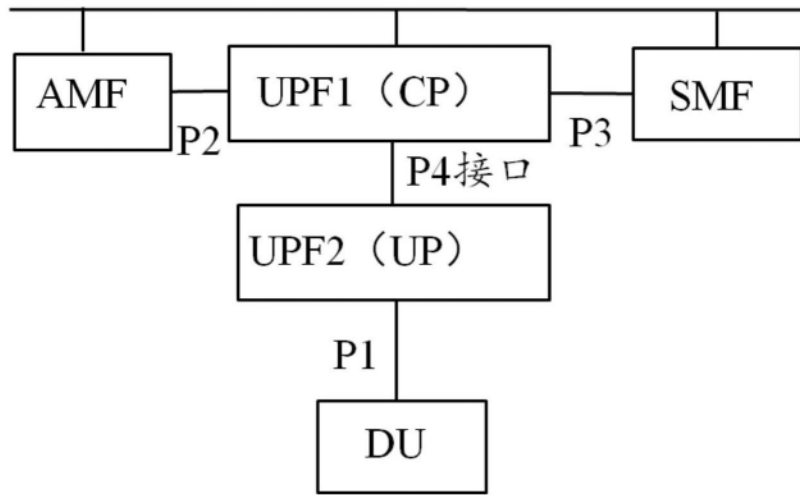 AMF
UPF1（CP）
SMF
P2
P3
P4接口
UPF2（UP）
P1
DU